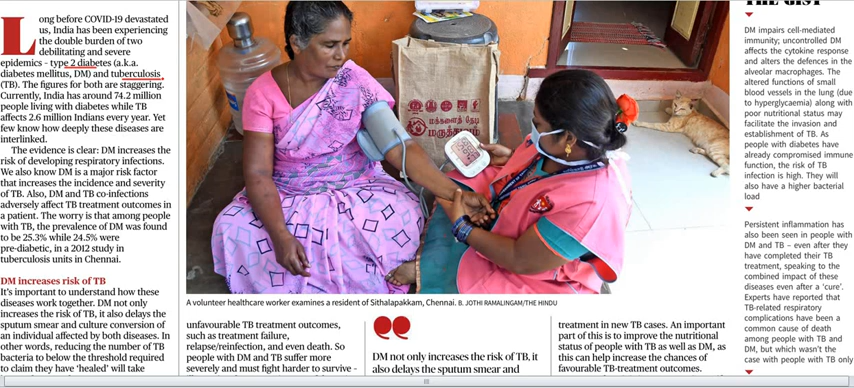 Long before COVID-19 devastated
us, India has been experiencing
the double burden of two
debilitating and severe
epidemics - type 2 diabetes (a.k.a.
diabetes mellitus, DM) and tuberculosis
(TB). The figures for both are staggering.
Currently, India has around 74.2 million
people living with diabetes while TB
affects 2.6 million Indians every year. Yet
few know how deeply these diseases are
interlinked.
The evidence is clear: DM increases the
risk of developing respiratory infections.
We also know DM is a major risk factor
that increases the incidence and severity
of TB. Also, DM and TB co-infections
adversely affect TB treatment outcomes in
a patient. The worry is that among people
with TB, the prevalence of DM was found
to be 25.3% while 24.5% were
pre-diabetic, in a 2012 study in
tuberculosis units in Chennai.
DM increases risk of TB
It's important to understand how these
diseases work together. DM not only
increases the risk of TB, it also delays the
sputum smear and culture conversion of
an individual affected by both diseases. In
other words, reducing the number of TB
bacteria to below the threshold required
to claim they have 'healed' will take
மக்களைத் தேடி
மருத்துவம்
A volunteer healthcare worker examines a resident of Sithalapakkam, Chennai. B. JOTHI RAMALINGAM/THE HINDU
unfavourable TB treatment outcomes,
such as treatment failure,
relapse/reinfection, and even death. So
people with DM and TB suffer more
severely and must fight harder to survive -
DM not only increases the risk of TB, it
also delays the sputum smear and
treatment in new TB cases. An important
part of this is to improve the nutritional
status of people with TB as well as DM, as
this can help increase the chances of
favourable TB-treatment outcomes.
THE GIST
DM impairs cell-mediated
immunity; uncontrolled DM
affects the cytokine response
and alters the defences in the
alveolar macrophages. The
altered functions of small
blood vessels in the lung (due
to hyperglycaemia) along with
poor nutritional status may
facilitate the invasion and
establishment of TB. As
people with diabetes have
already compromised immune
function, the risk of TB
infection is high. They will
also have a higher bacterial
load
Persistent inflammation has
also been seen in people with
DM and TB – even after they
have completed their TB
treatment, speaking to the
combined impact of these
diseases even after a 'cure'.
Experts have reported that
TB-related respiratory
complications have been a
common cause of death
among people with TB and
DM, but which wasn't the
case with people with TB only